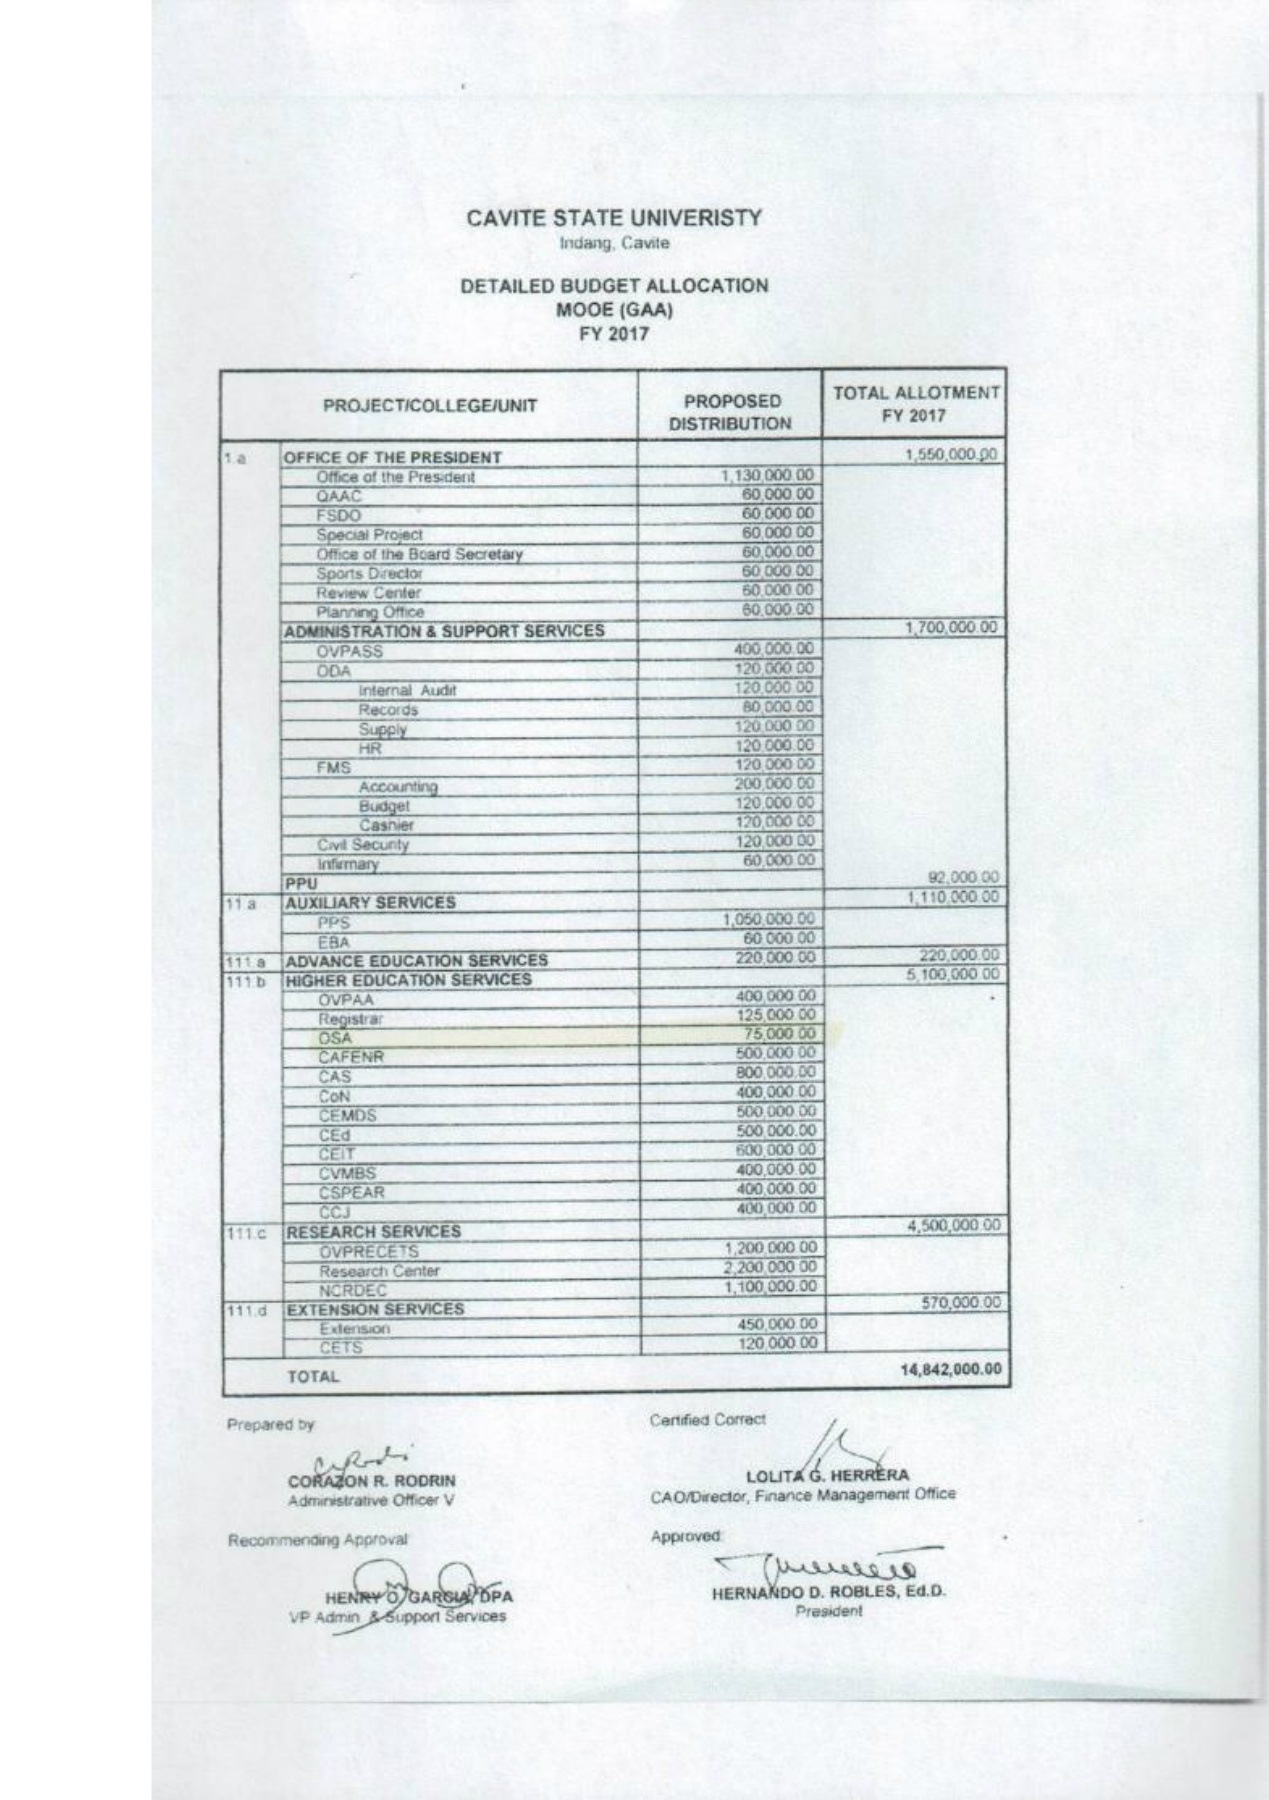 CAVITE STATE UNIVERISTY
Indang, Cavite
DETAILED BUDGET ALLOCATION
MOOE (GAA)
FY 2017
PROJECT/COLLEGE/UNIT PROPOSED DISTRIBUTION TOTAL ALLOTMENT FY 2017
1.a OFFICE OF THE PRESIDENT 1,550,000.00
Office of the President 1,130,000.00
QAAC 60,000.00
FSDO 60,000.00
Special Project 60,000.00
Office of the Board Secretary 60,000.00
Sports Director 60,000.00
Review Center 60,000.00
Planning Office 60,000.00
ADMINISTRATION & SUPPORT SERVICES 1,700,000.00
OVPASS 400,000.00
ODA 120,000.00
Internal Audit 120,000.00
Records 80,000.00
Supply 120,000.00
HR 120,000.00
FMS 120,000.00
Accounting 200,000.00
Budget 120,000.00
Cashier 120,000.00
Civil Security 120,000.00
Infirmary 60,000.00
PPU 92,000.00
11.a AUXILIARY SERVICES 1,110,000.00
PPS 1,050,000.00
EBA 60,000.00
111.a ADVANCE EDUCATION SERVICES 220,000.00 220,000.00
111.b HIGHER EDUCATION SERVICES 5,100,000.00
OVPAA 400,000.00
Registrar 125,000.00
OSA 75,000.00
CAFENR 500,000.00
CAS 800,000.00
CoN 400,000.00
CEMDS 500,000.00
CEd 500,000.00
CEIT 600,000.00
CVMBS 400,000.00
CSPEAR 400,000.00
CCJ 400,000.00
111.c RESEARCH SERVICES 4,500,000.00
OVPRECETS 1,200,000.00
Research Center 2,200,000.00
NCRDEC 1,100,000.00
111.d EXTENSION SERVICES 570,000.00
Extension 450,000.00
CETS 120,000.00
TOTAL 14,842,000.00
Prepared by
CORAZON R. RODRIN
Administrative Officer V
Certified Correct
LOLITA G. HERRERA
CAO/Director, Finance Management Office
Recommending Approval
HENRY O. GARCIA, DPA
VP Admin & Support Services
Approved:
HERNANDO D. ROBLES, Ed.D.
President